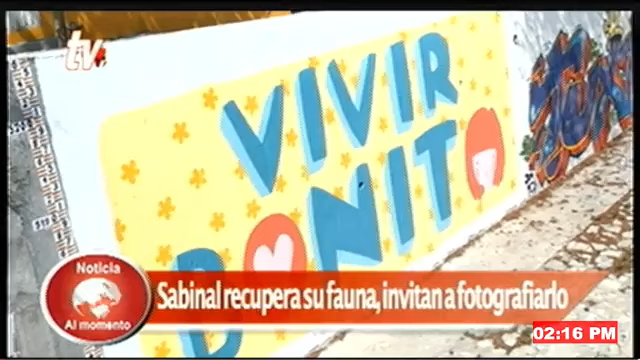 tv
VIVIR
BONITO
Noticia
Al momento
Sabinal recupera su fauna, invitan a fotografiarlo
02:16 PM